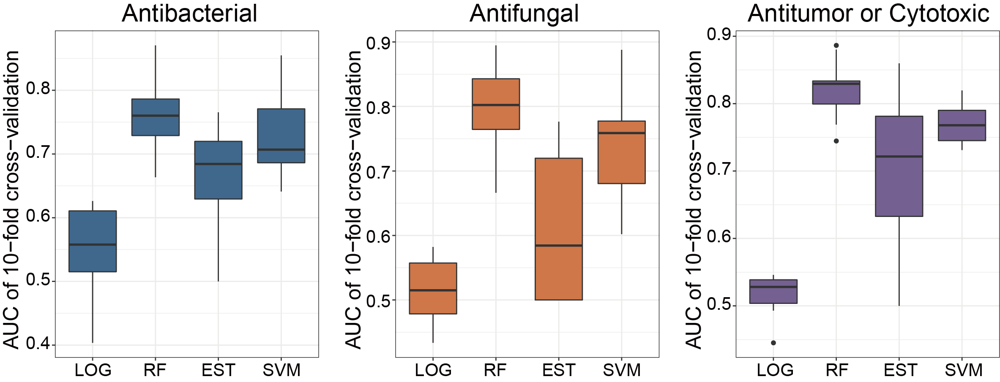 Antibacterial
AUC of 10−fold cross−validation
0.8
0.7
0.6
0.5
0.4
LOG RF EST SVM
Antifungal
AUC of 10−fold cross−validation
0.9
0.8
0.7
0.6
0.5
LOG RF EST SVM
Antitumor or Cytotoxic
AUC of 10−fold cross−validation
0.9
0.8
0.7
0.6
0.5
LOG RF EST SVM